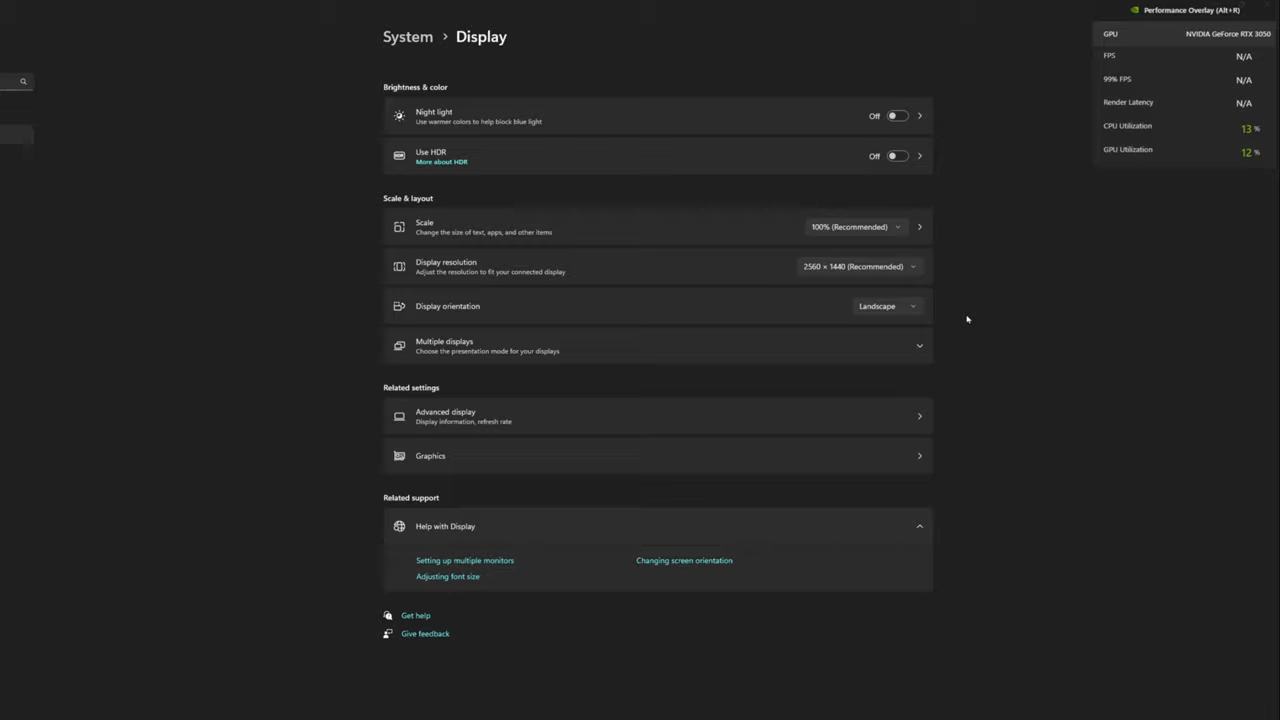 Performance Overlay (Alt+R)
GPU NVIDIA GeForce RTX 3050
FPS N/A
99% FPS N/A
Render Latency N/A
CPU Utilization 13 %
GPU Utilization 12 %
System > Display
Brightness & color
Night light
Use warmer colors to help block blue light
Off
Use HDR
More about HDR
Off
Scale & layout
Scale
Change the size of text, apps, and other items
100% (Recommended)
Display resolution
Adjust the resolution to fit your connected display
2560 × 1440 (Recommended)
Display orientation
Landscape
Multiple displays
Choose the presentation mode for your displays
Related settings
Advanced display
Display information, refresh rate
Graphics
Related support
Help with Display
Setting up multiple monitors
Changing screen orientation
Adjusting font size
Get help
Give feedback